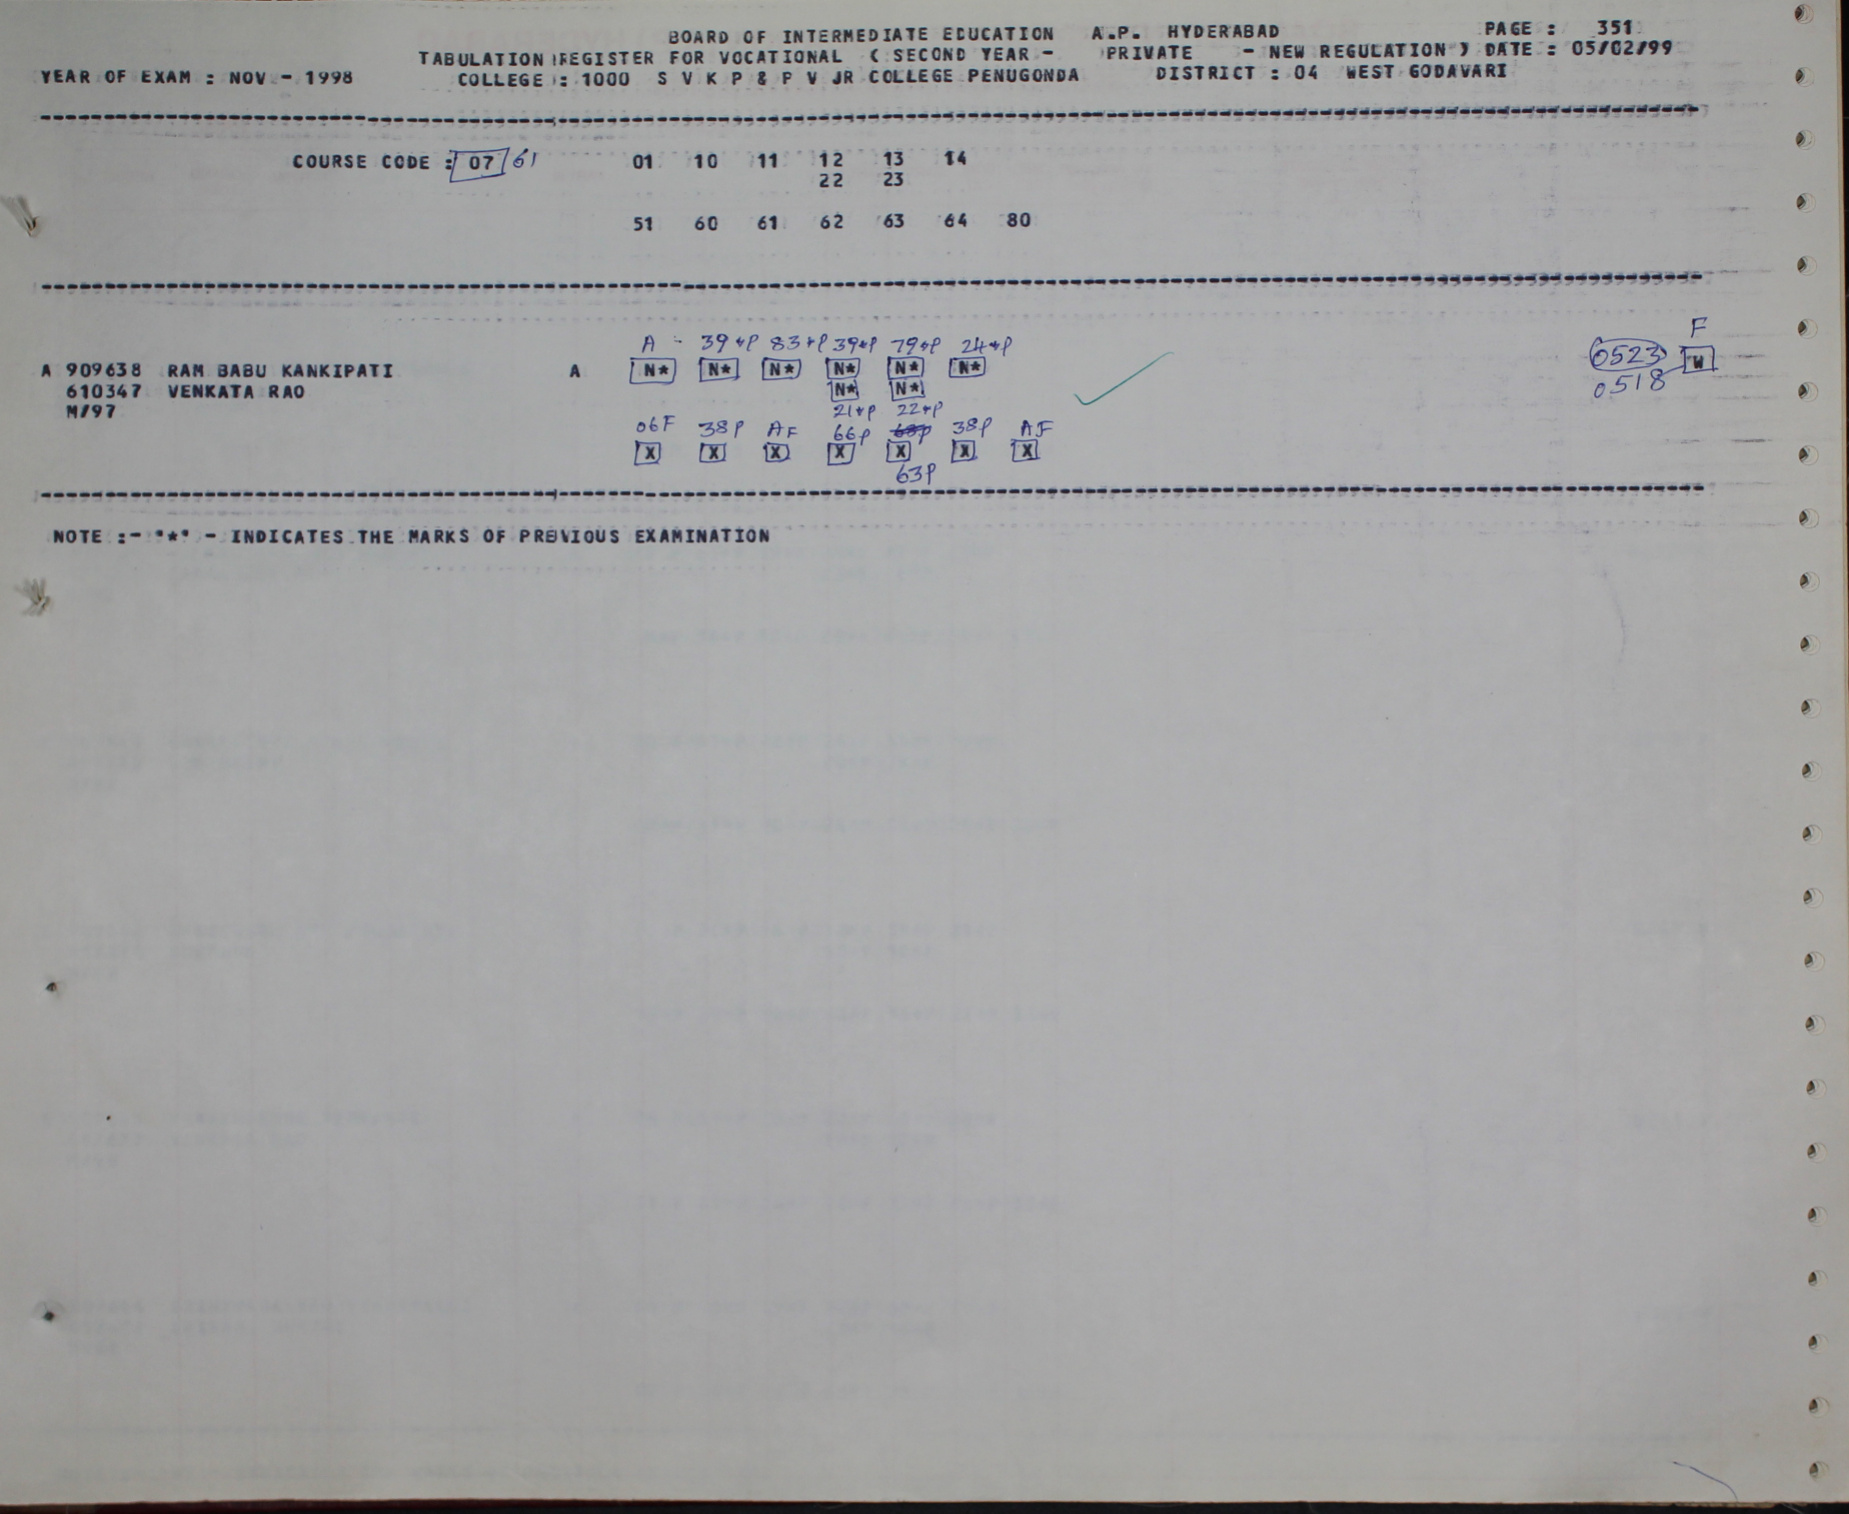 BOARD OF INTERMEDIATE EDUCATION A.P. HYDERABAD PAGE : 351
TABULATION REGISTER FOR VOCATIONAL ( SECOND YEAR - PRIVATE - NEW REGULATION ) DATE : 05/02/99
YEAR OF EXAM : NOV - 1998 COLLEGE : 1000 S V K P & P V JR COLLEGE PENUGONDA DISTRICT : 04 WEST GODAVARI
COURSE CODE : 07 61 01 10 11 12 13 14
22 23
51 60 61 62 63 64 80
A - 39*P 83*P 39*P 79*P 24*P F
A 909638 RAM BABU KANKIPATI A N* N* N* N* N* N* 0523 W
610347 VENKATA RAO N* N* 0518
M/97 21*P 22*P
06F 38P AF 66P 38P AF
X X X X X X X
63P
NOTE :- "*" - INDICATES THE MARKS OF PREVIOUS EXAMINATION